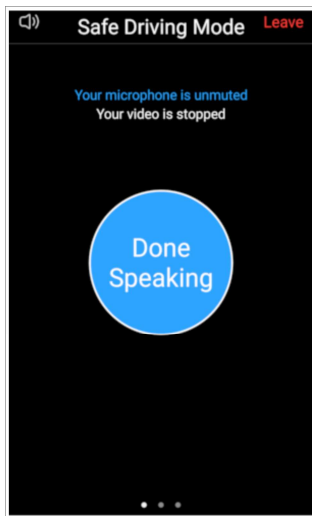 Safe Driving Mode Leave
Your microphone is unmuted
Your video is stopped
Done
Speaking